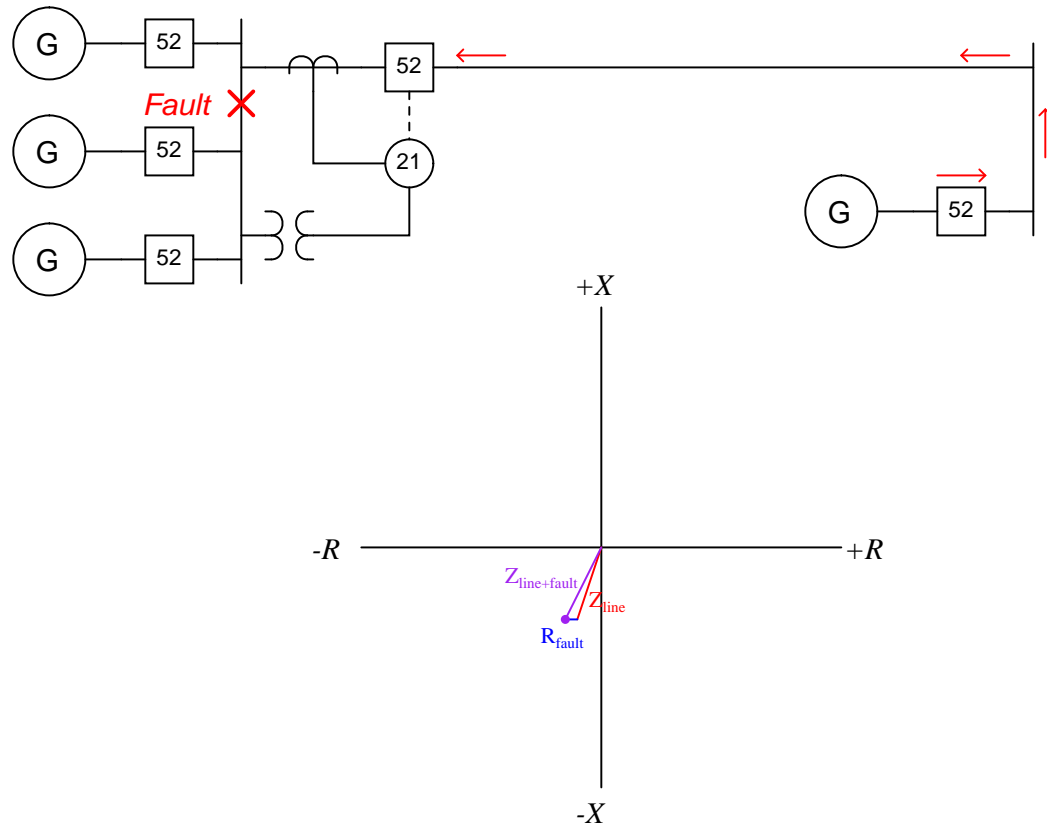 G 52
52
Fault
G 52
21
G 52
G 52
+X
-R +R
Zline+fault
Zline
Rfault
-X